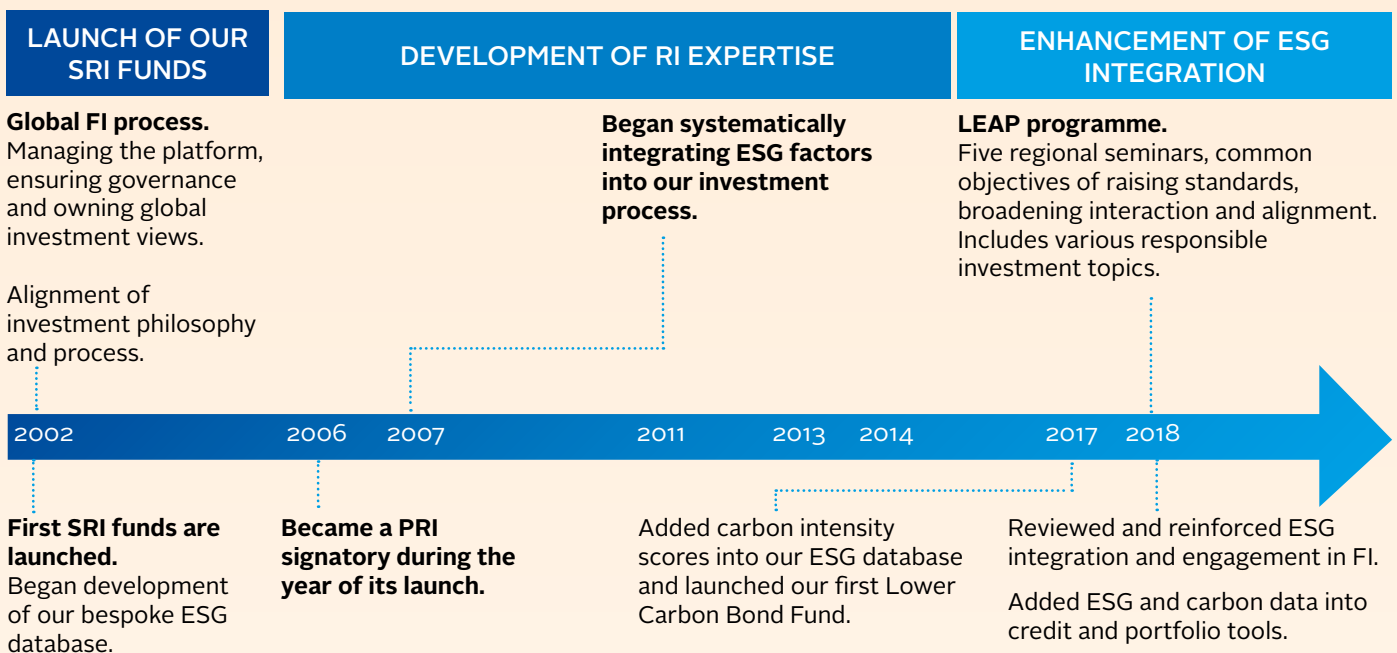 LAUNCH OF OUR
SRI FUNDS
DEVELOPMENT OF RI EXPERTISE
ENHANCEMENT OF ESG
INTEGRATION
Global FI process.
Managing the platform,
ensuring governance
and owning global
investment views.
Alignment of
investment philosophy
and process.
Began systematically
integrating ESG factors
into our investment
process.
LEAP programme.
Five regional seminars, common
objectives of raising standards,
broadening interaction and alignment.
Includes various responsible
investment topics.
2002
2006
2007
2011
2013
2014
2017
2018
First SRI funds are
launched.
Began development
of our bespoke ESG
database.
Became a PRI
signatory during the
year of its launch.
Added carbon intensity
scores into our ESG database
and launched our first Lower
Carbon Bond Fund.
Reviewed and reinforced ESG
integration and engagement in FI.
Added ESG and carbon data into
credit and portfolio tools.